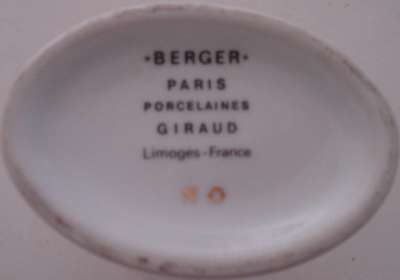 •BERGER•
PARIS
PORCELAINES
GIRAUD
Limoges-France